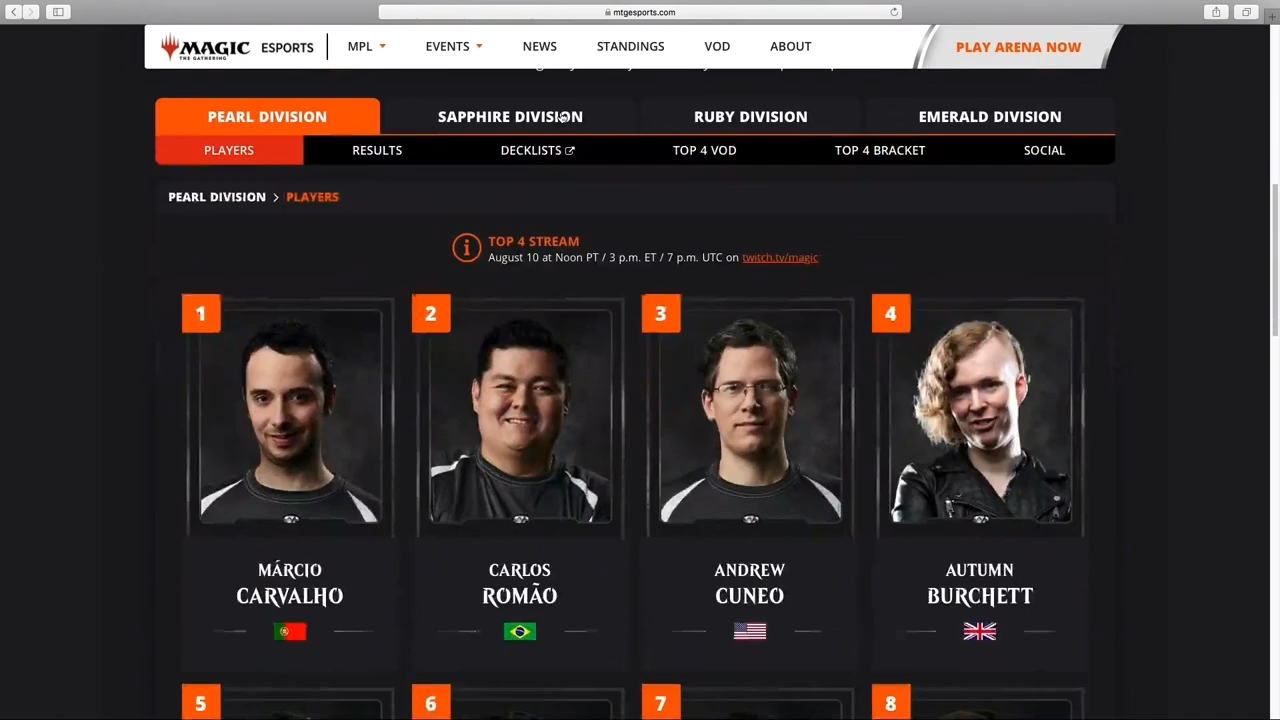 mtgesports.com
MAGIC THE GATHERING ESPORTS
MPL
EVENTS
NEWS
STANDINGS
VOD
ABOUT
PLAY ARENA NOW
PEARL DIVISION
SAPPHIRE DIVISION
RUBY DIVISION
EMERALD DIVISION
PLAYERS
RESULTS
DECKLISTS
TOP 4 VOD
TOP 4 BRACKET
SOCIAL
PEARL DIVISION > PLAYERS
TOP 4 STREAM
August 10 at Noon PT / 3 p.m. ET / 7 p.m. UTC on twitch.tv/magic
1
2
3
4
MÁRCIO
CARVALHO
CARLOS
ROMÃO
ANDREW
CUNEO
AUTUMN
BURCHETT
5
6
7
8